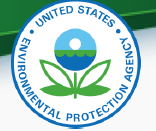 UNITED STATES
ENVIRONMENTAL PROTECTION AGENCY